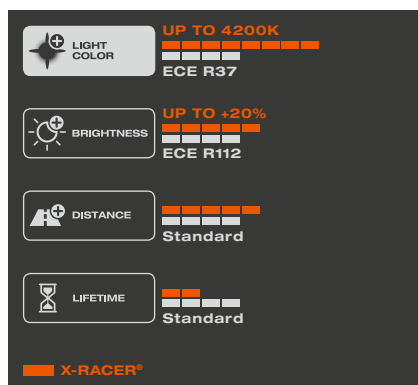 UP TO 4200K
LIGHT
COLOR
ECE R37
UP TO +20%
BRIGHTNESS
ECE R112
DISTANCE
Standard
LIFETIME
Standard
X-RACER®